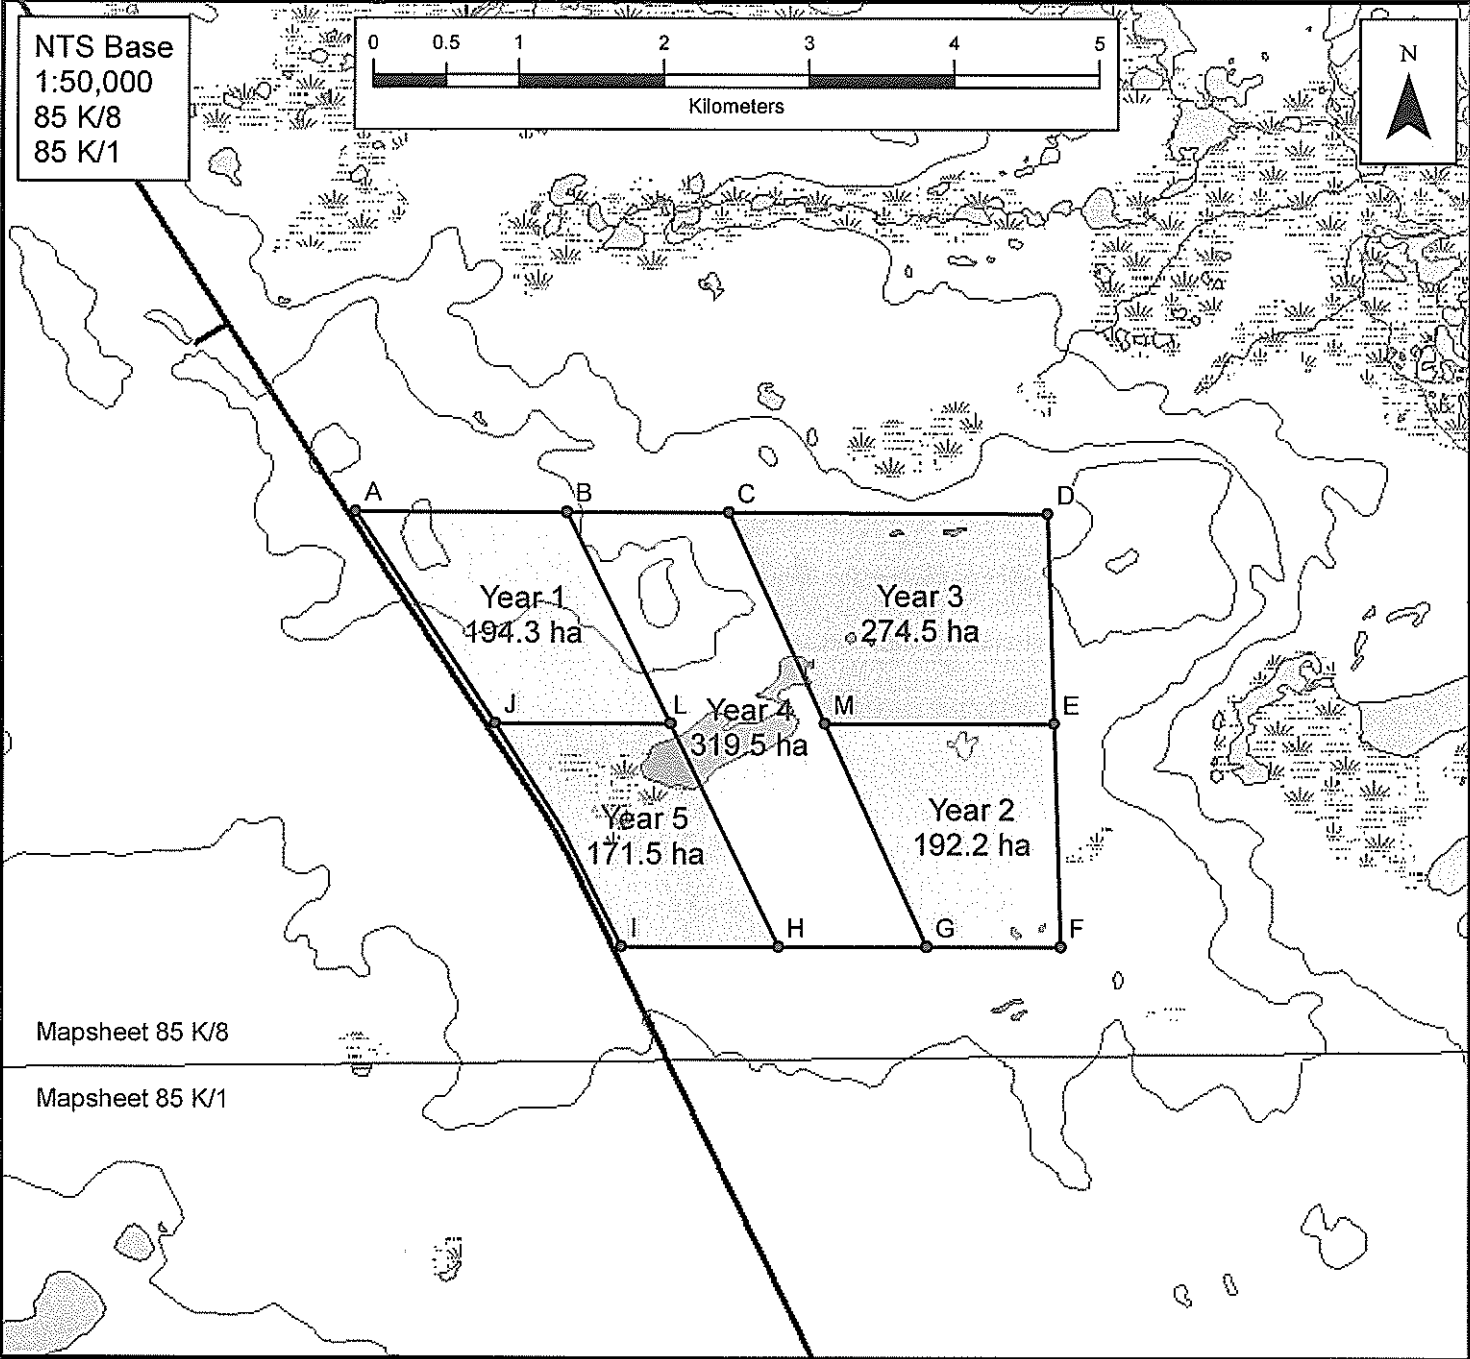 NTS Base
1:50,000
85 K/8
85 K/1
0 0.5 1 2 3 4 5
Kilometers
N
A B C D
Year 1
194.3 ha
Year 3
274.5 ha
J L M E
Year 4
319.5 ha
Year 5
171.5 ha
Year 2
192.2 ha
I H G F
Mapsheet 85 K/8
Mapsheet 85 K/1